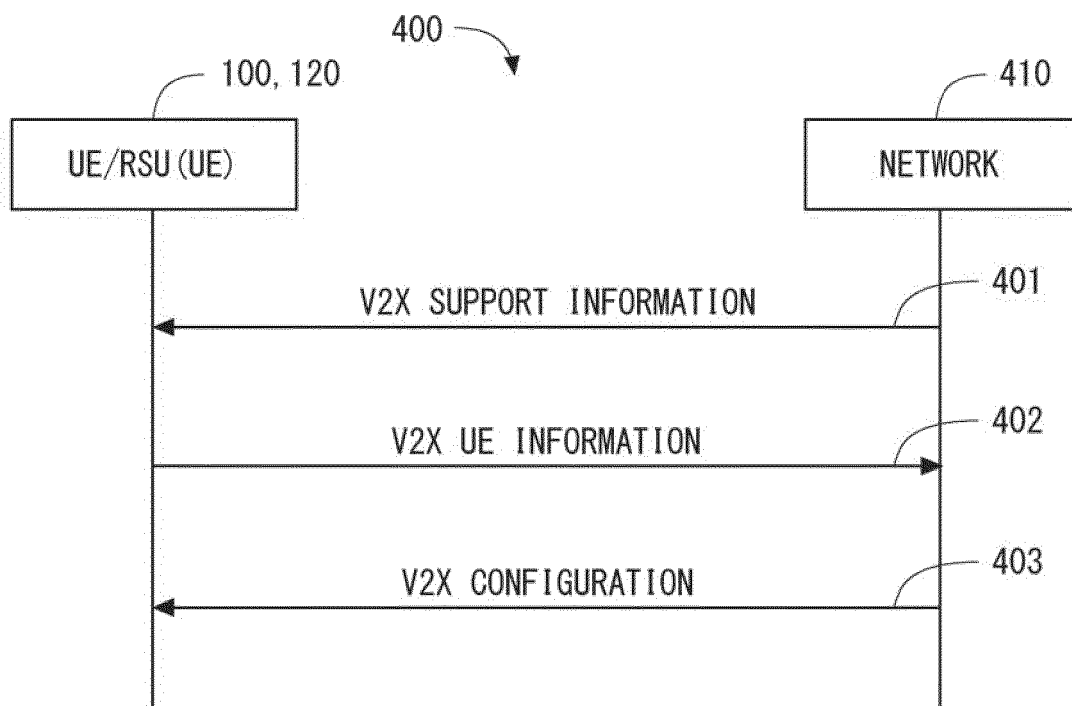 400
100, 120
410
UE/RSU(UE)
NETWORK
401
V2X SUPPORT INFORMATION
402
V2X UE INFORMATION
403
V2X CONFIGURATION